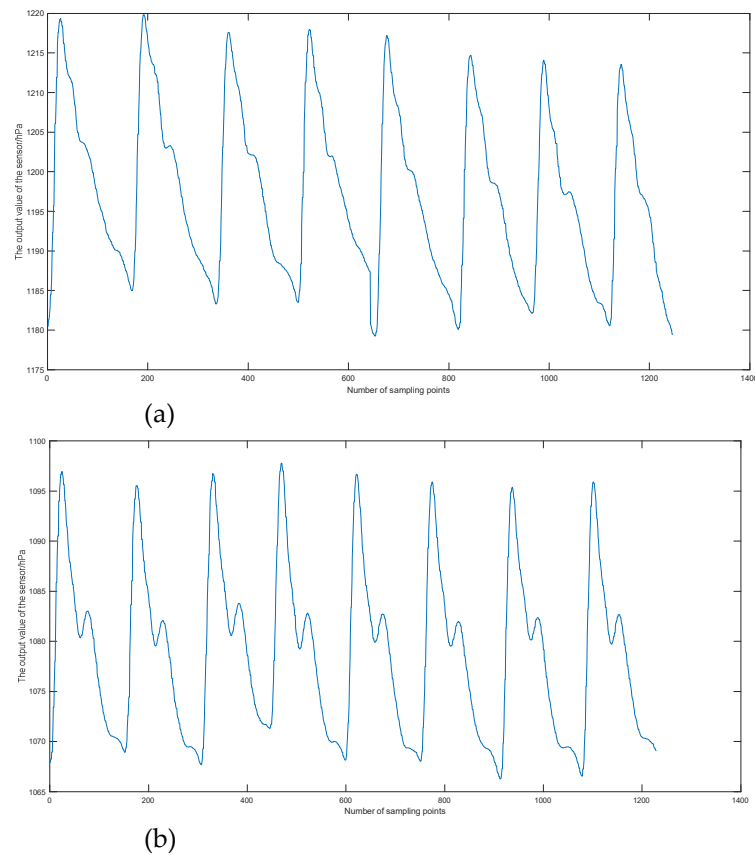 1220
1215
1210
1205
1200
1195
1190
1185
1180
1175
The output value of the sensor/hPa
0 200 400 600 800 1000 1200 1400
Number of sampling points
(a)
1100
1095
1090
1085
1080
1075
1070
1065
The output value of the sensor/hPa
0 200 400 600 800 1000 1200 1400
Number of sampling points
(b)